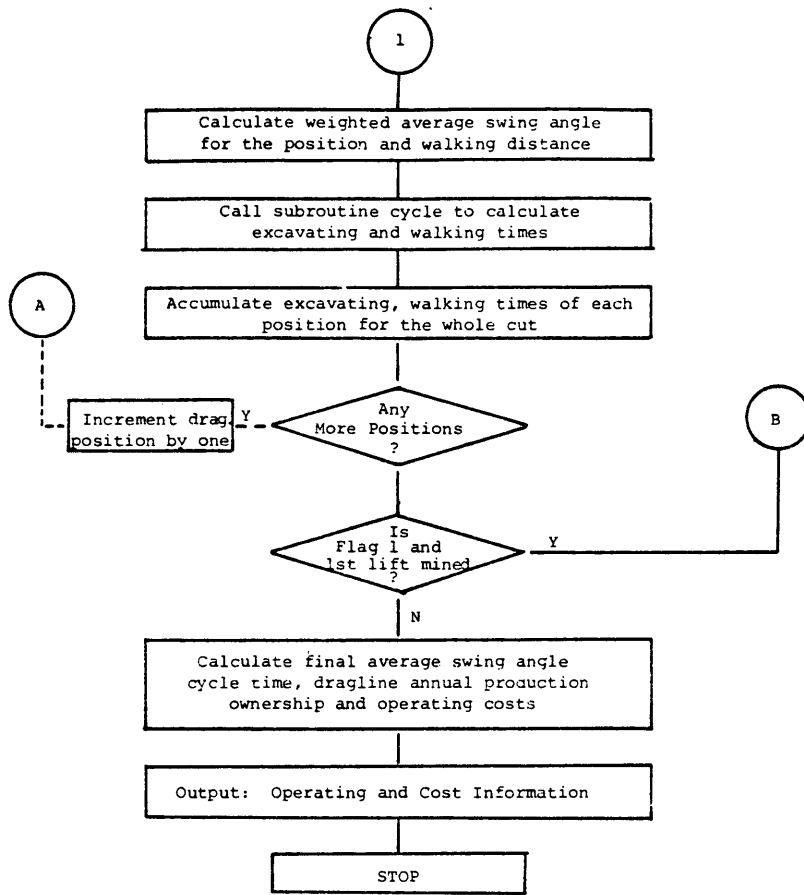 1
Calculate weighted average swing angle
for the position and walking distance
Call subroutine cycle to calculate
excavating and walking times
Accumulate excavating, walking times of each
position for the whole cut
A
Increment drag
position by one
Y
Any
More Positions
?
B
Is
Flag 1 and
1st lift mined
?
Y
N
Calculate final average swing angle
cycle time, dragline annual production
ownership and operating costs
Output: Operating and Cost Information
STOP